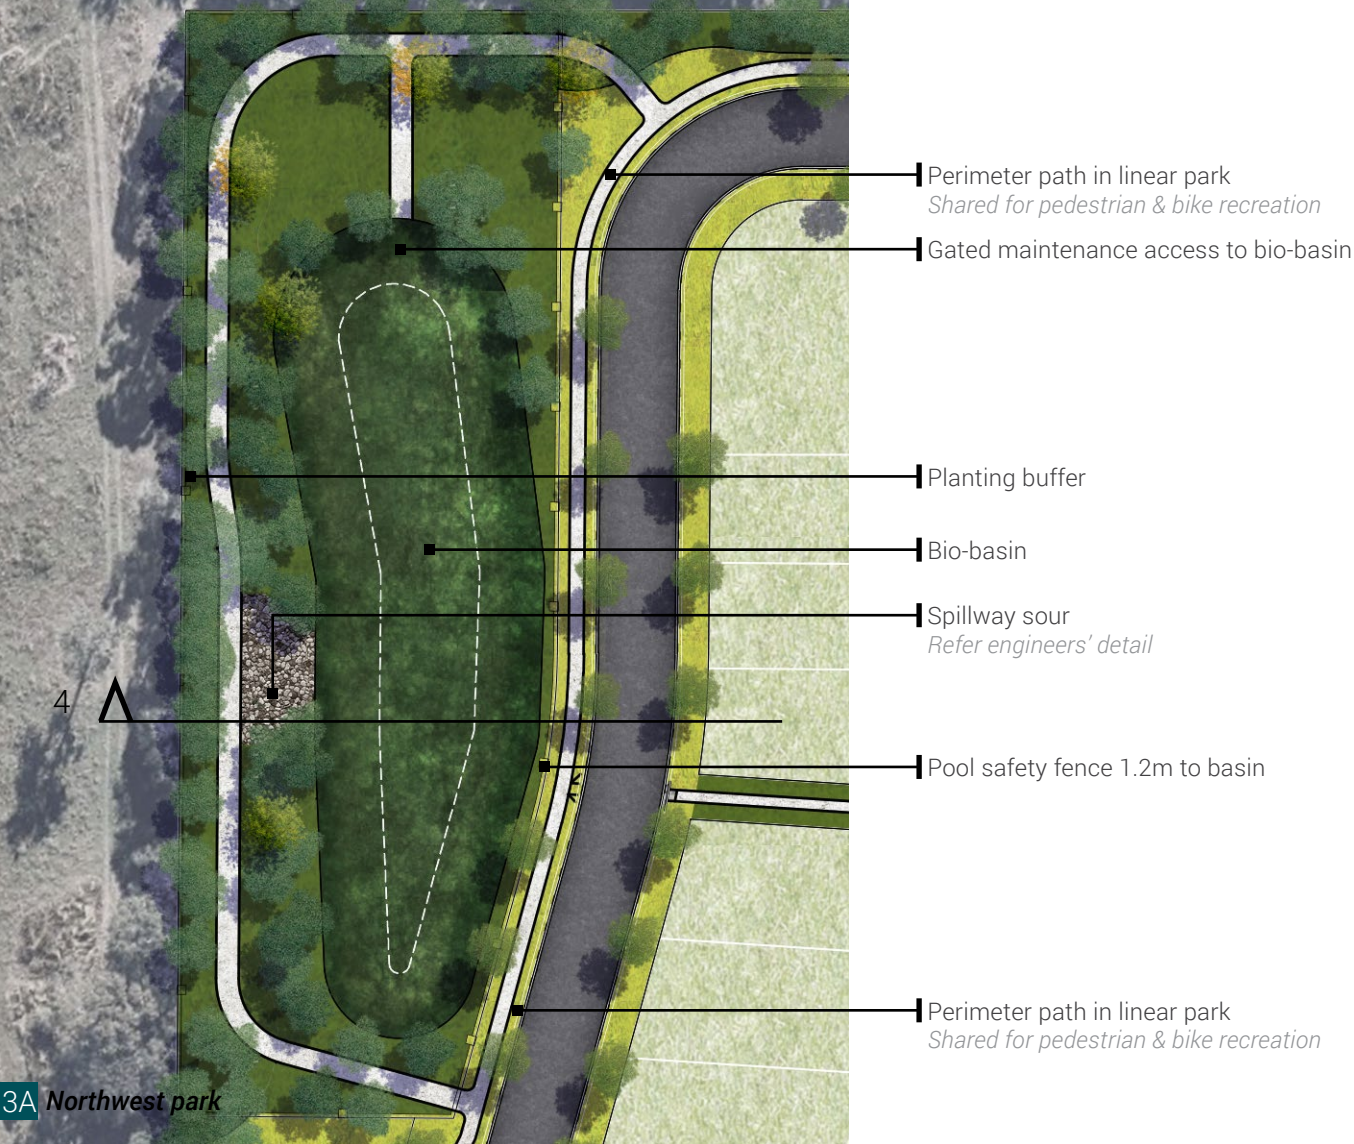 Perimeter path in linear park
Shared for pedestrian & bike recreation
Gated maintenance access to bio-basin
Planting buffer
Bio-basin
Spillway sour
Refer engineers' detail
4
Pool safety fence 1.2m to basin
Perimeter path in linear park
Shared for pedestrian & bike recreation
3A Northwest park